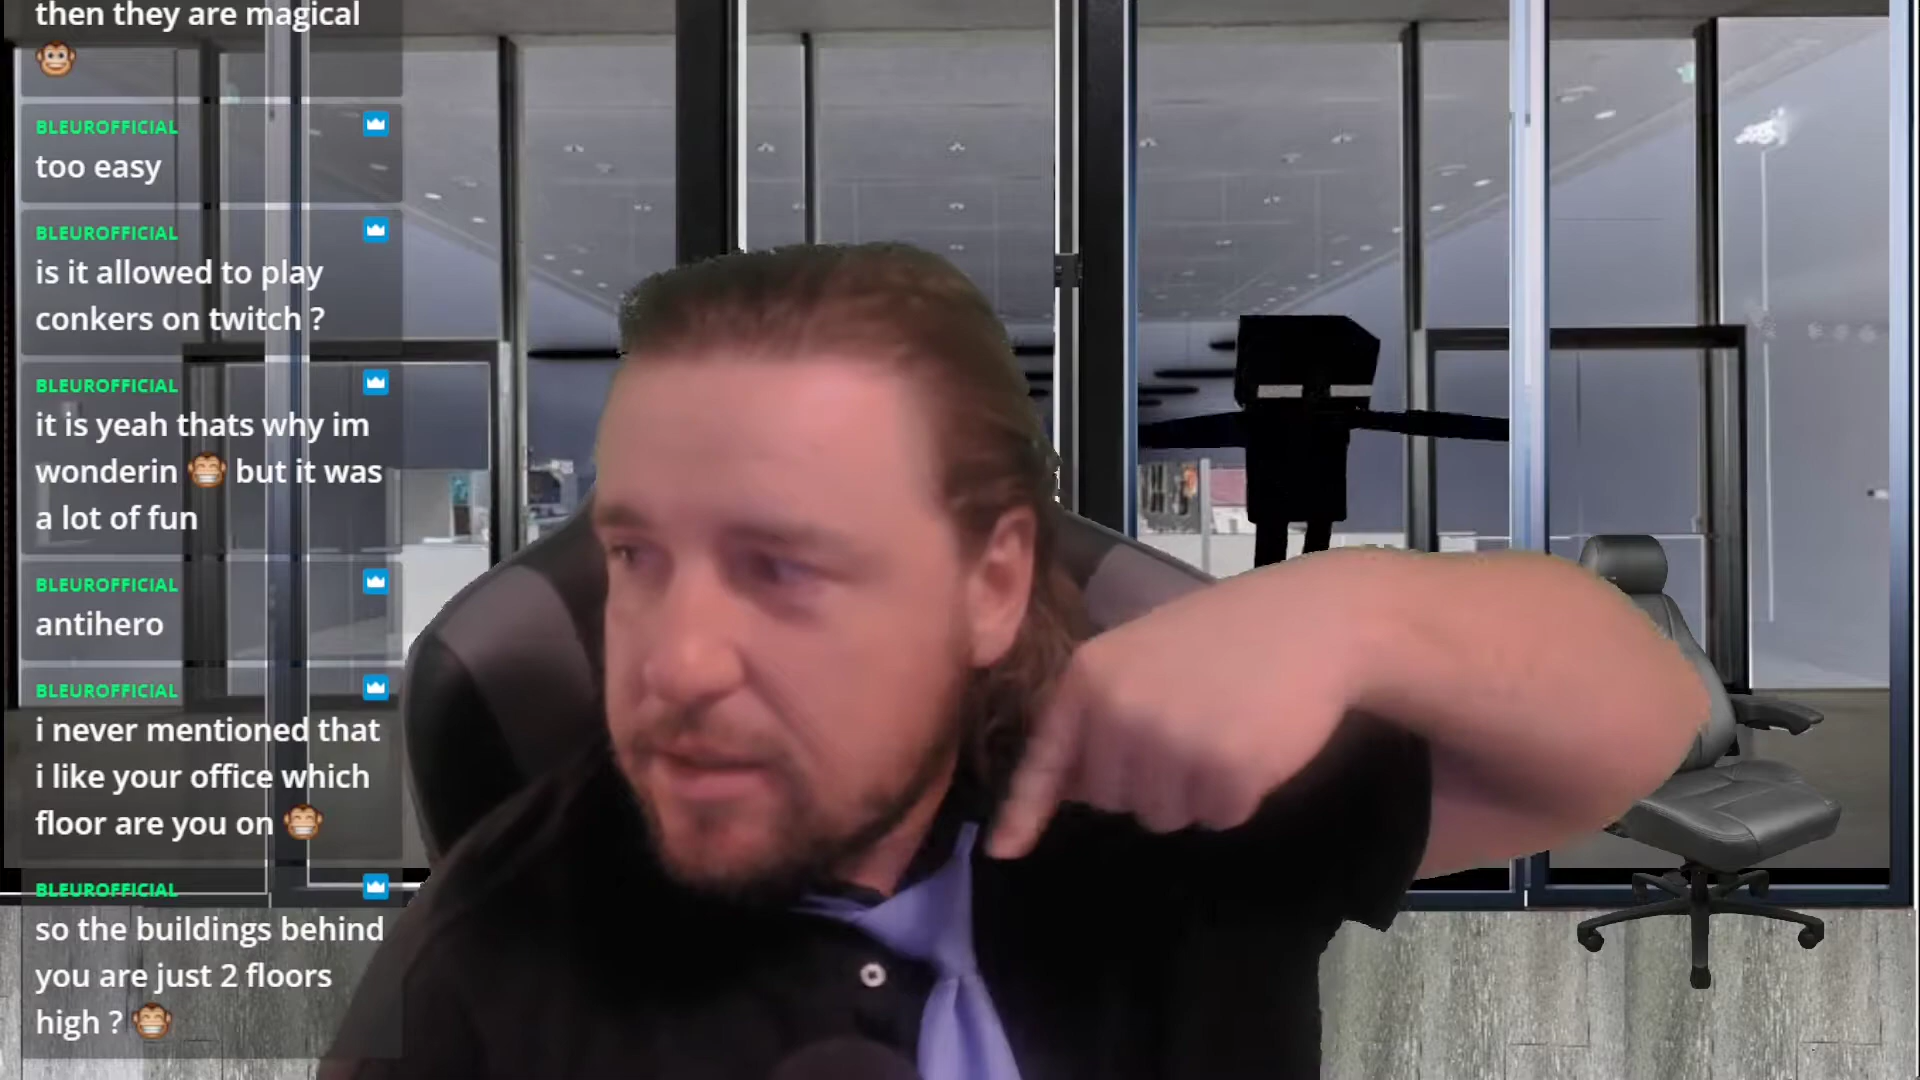 then they are magical
BLEUROFFICIAL
too easy
BLEUROFFICIAL
is it allowed to play
conkers on twitch ?
BLEUROFFICIAL
it is yeah thats why im
wonderin 😁 but it was
a lot of fun
BLEUROFFICIAL
antihero
BLEUROFFICIAL
i never mentioned that
i like your office which
floor are you on 😁
BLEUROFFICIAL
so the buildings behind
you are just 2 floors
high ? 😁